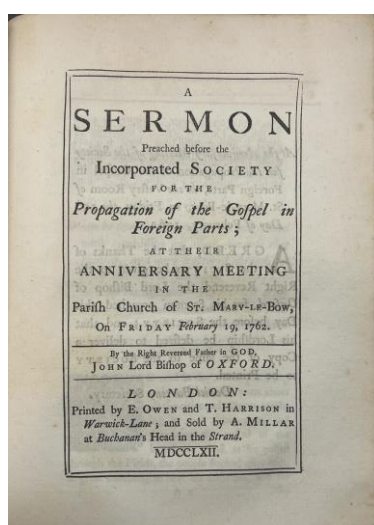 A
SERMON
Preached before the
Incorporated SOCIETY
FOR THE
Propagation of the Goſpel in
Foreign Parts;
AT THEIR
ANNIVERSARY MEETING
IN THE
Pariſh Church of ST. MARY-LE-BOW,
On FRIDAY February 19, 1762.
By the Right Reverend Father in GOD,
JOHN Lord Biſhop of OXFORD.
LONDON:
Printed by E. OWEN and T. HARRISON in
Warwick-Lane; and Sold by A. MILLAR
at Buchanan's Head in the Strand.
MDCCLXII.